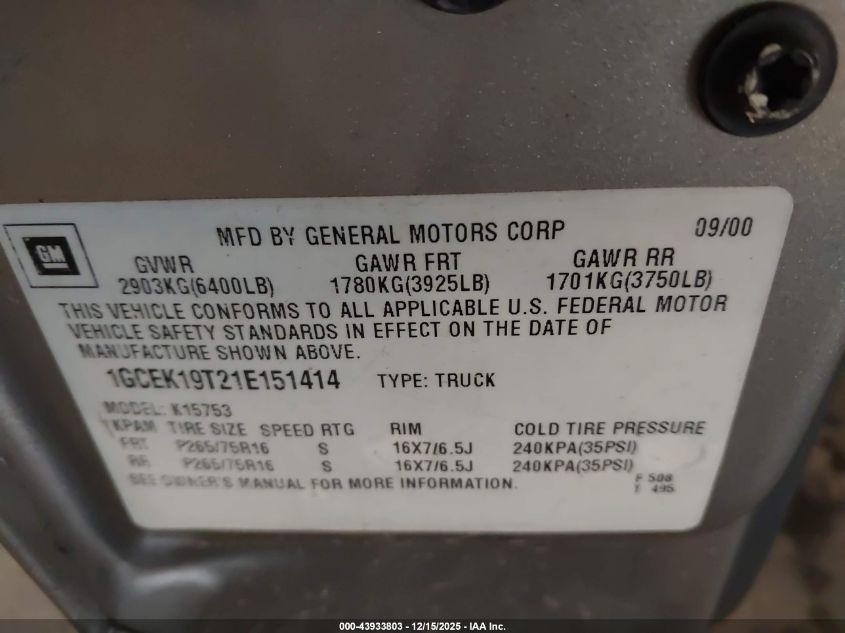 GM
MFD BY GENERAL MOTORS CORP 09/00
GVWR GAWR FRT GAWR RR
2903KG(6400LB) 1780KG(3925LB) 1701KG(3750LB)
THIS VEHICLE CONFORMS TO ALL APPLICABLE U.S. FEDERAL MOTOR
VEHICLE SAFETY STANDARDS IN EFFECT ON THE DATE OF
MANUFACTURE SHOWN ABOVE.
1GCEK19T21E151414 TYPE: TRUCK
MODEL: K15753
TKPAM TIRE SIZE SPEED RTG RIM COLD TIRE PRESSURE
FRT P265/75R16 S 16X7/6.5J 240KPA(35PSI)
RR P265/75R16 S 16X7/6.5J 240KPA(35PSI)
SEE OWNER'S MANUAL FOR MORE INFORMATION.
F 508
T 495
000-43933803 - 12/15/2025 - IAA Inc.